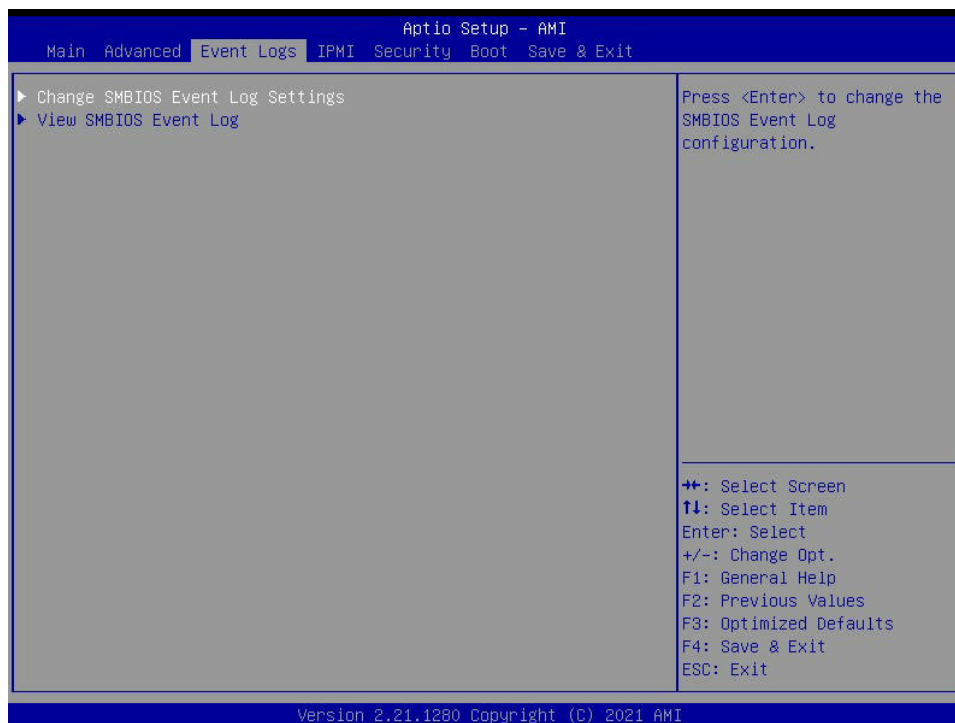 Aptio Setup – AMI
Main Advanced Event Logs IPMI Security Boot Save & Exit
▶ Change SMBIOS Event Log Settings
▶ View SMBIOS Event Log
Press <Enter> to change the
SMBIOS Event Log
configuration.
→←: Select Screen
↑↓: Select Item
Enter: Select
+/-: Change Opt.
F1: General Help
F2: Previous Values
F3: Optimized Defaults
F4: Save & Exit
ESC: Exit
Version 2.21.1280 Copyright (C) 2021 AMI